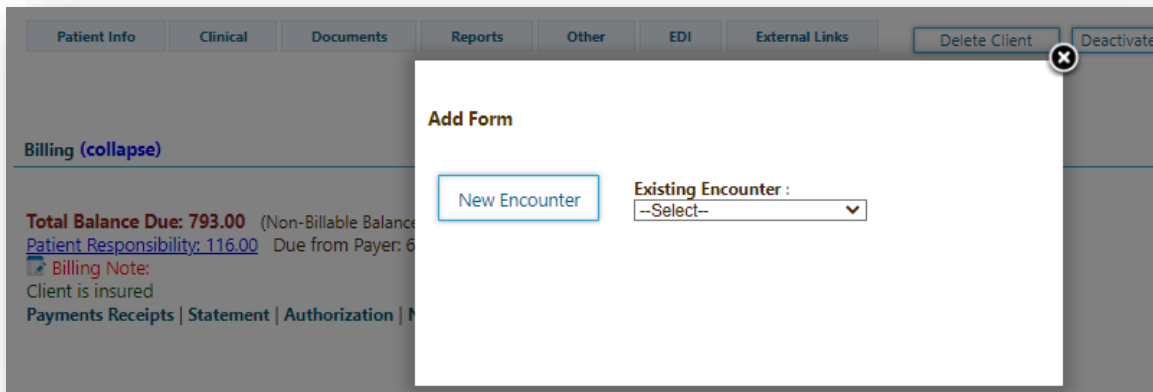 Patient Info Clinical Documents Reports Other EDI External Links Delete Client Deactivate
Add Form
Billing (collapse)
New Encounter
Existing Encounter :
--Select--
Total Balance Due: 793.00 (Non-Billable Balance
Patient Responsibility: 116.00 Due from Payer: 6
Billing Note:
Client is insured
Payments Receipts | Statement | Authorization |